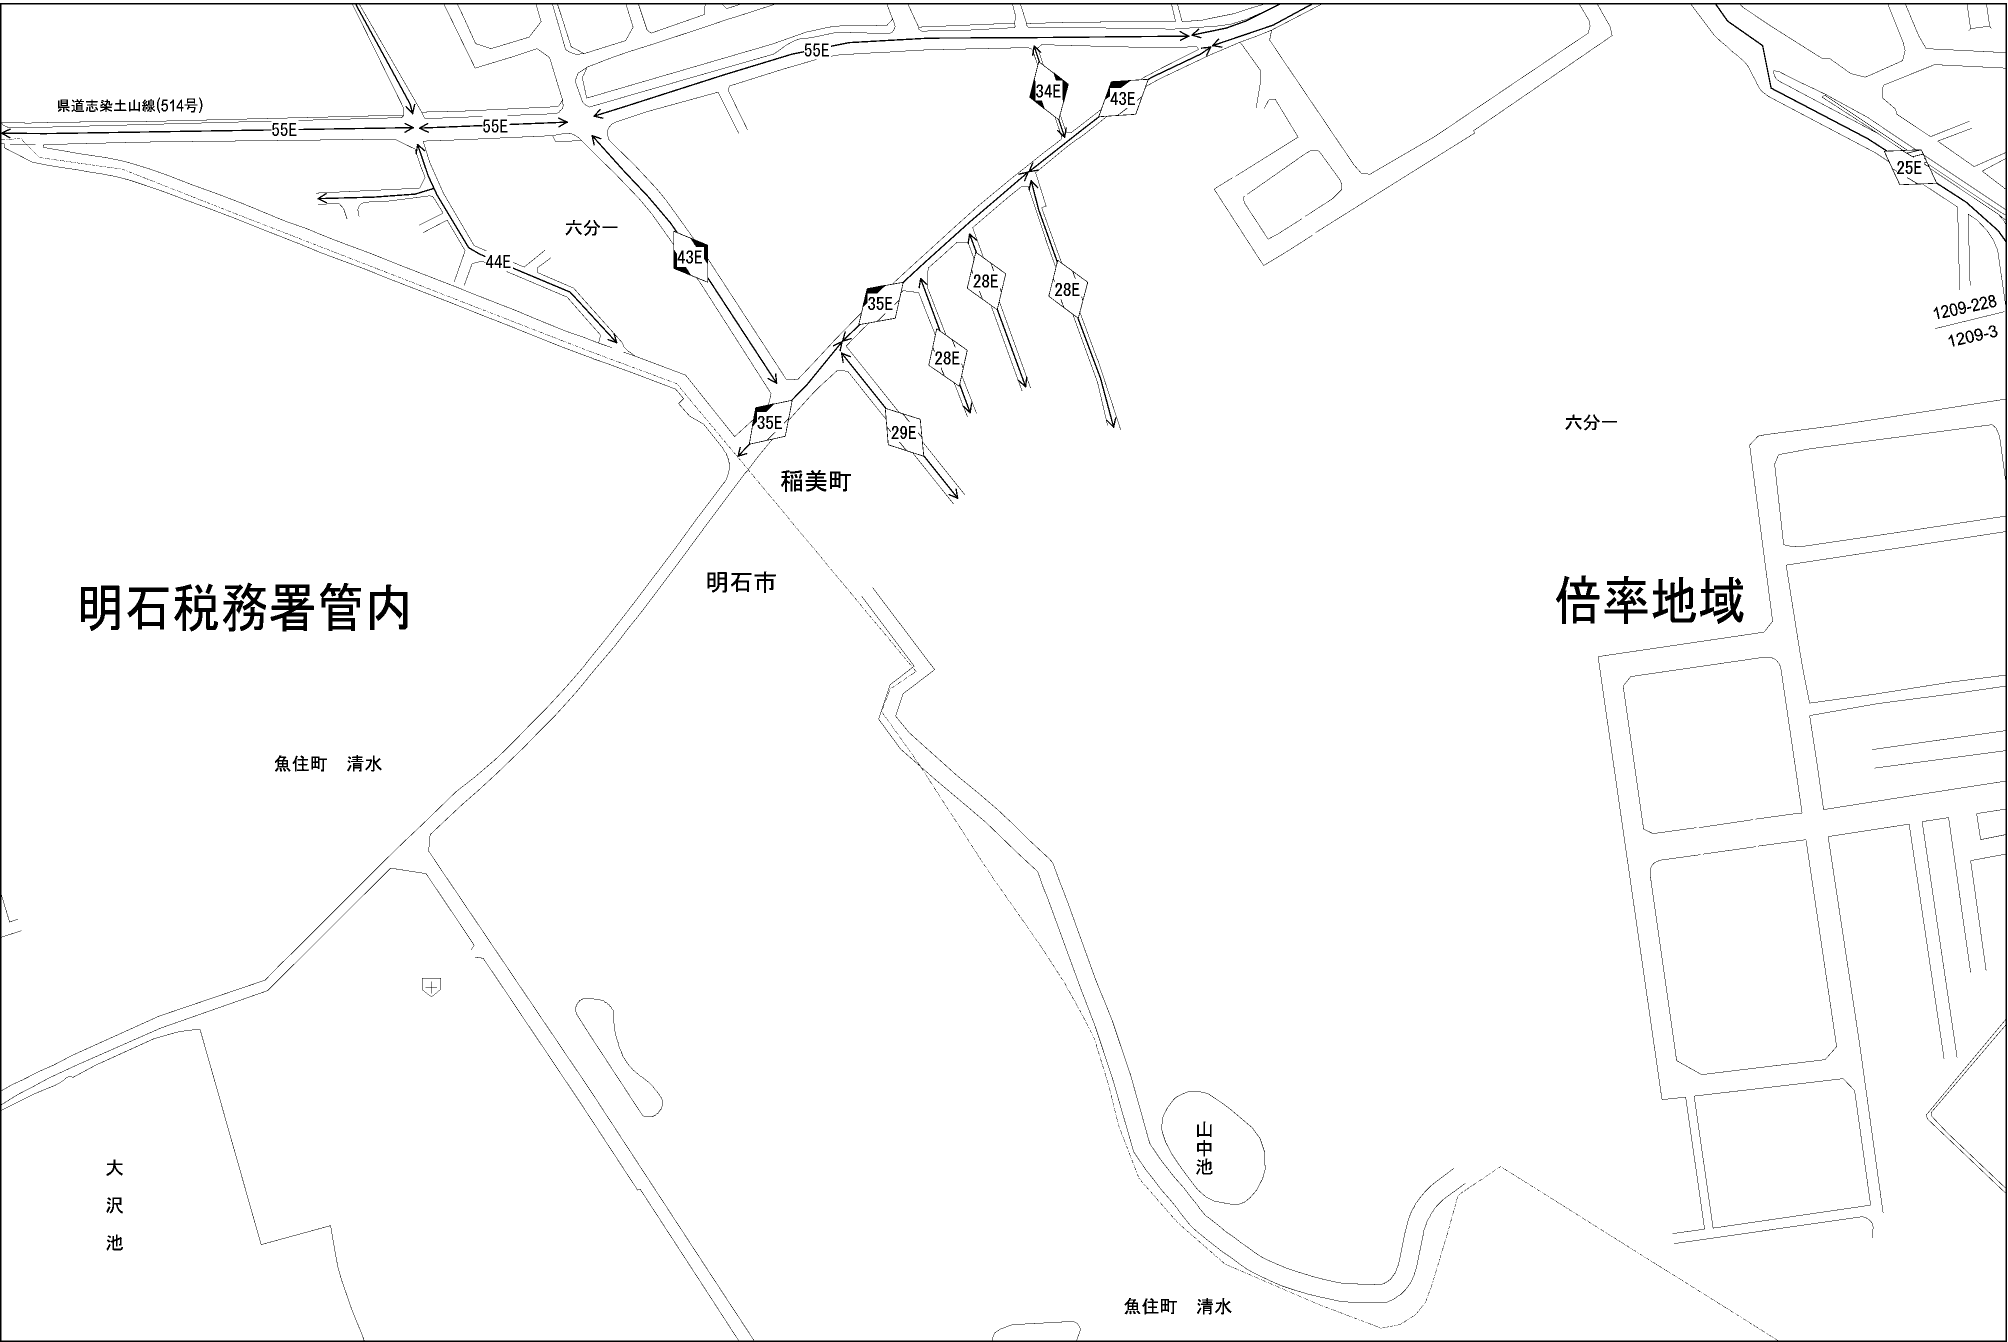 55E
34E
43E
県道志染土山線(514号)
55E
55E
25E
六分一
43E
44E
28E
28E
35E
1209-228
1209-3
28E
35E
29E
六分一
稲美町
明石市
明石税務署管内
倍率地域
魚住町　清水
山中池
大沢池
魚住町　清水